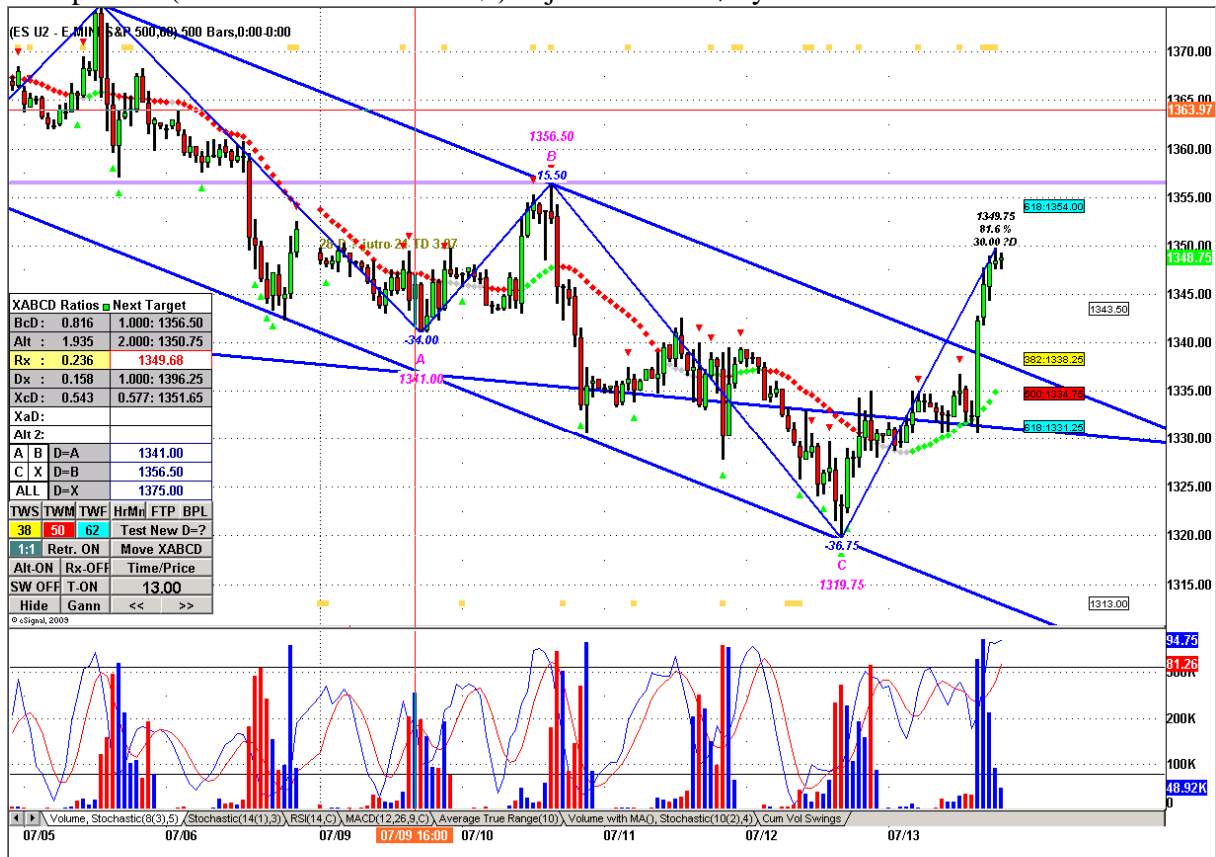 (ES U2 - E-MINI S&P 500,60) 500 Bars,0:00-0:00
1370.00
1365.00
1363.97
1360.00
1355.00
1350.00
1348.75
1345.00
1340.00
1335.00
1330.00
1325.00
1320.00
1315.00
1356.50
B
15.50
-34.00
A
1341.00
-36.75
C
1319.75
1349.75
81.6 %
30.00 ?D
618:1354.00
1343.50
382:1338.25
500:1334.75
618:1331.25
1313.00
XABCD Ratios Next Target
BcD: 0.816 1.000: 1356.50
Alt : 1.935 2.000: 1350.75
Rx : 0.236 1349.68
Dx : 0.158 1.000: 1396.25
XcD: 0.543 0.577: 1351.65
XaD:
Alt 2:
A B D=A 1341.00
C X D=B 1356.50
ALL D=X 1375.00
TWS TWM TWF HrMn FTP BPL
38 50 62 Test New D=?
1:1 Retr. ON Move XABCD
Alt-ON Rx-OFF Time/Price
SW OFF T-ON 13.00
Hide Gann << >>
© eSignal, 2009
94.75
81.26
300K
200K
100K
48.92K
0
Volume, Stochastic(8(3),5) Stochastic(14(1),3) RSI(14,C) MACD(12,26,9,C) Average True Range(10) Volume with MA(), Stochastic(10(2),4) Cum Vol Swings
07/05 07/06 07/09 07/09 16:00 07/10 07/11 07/12 07/13